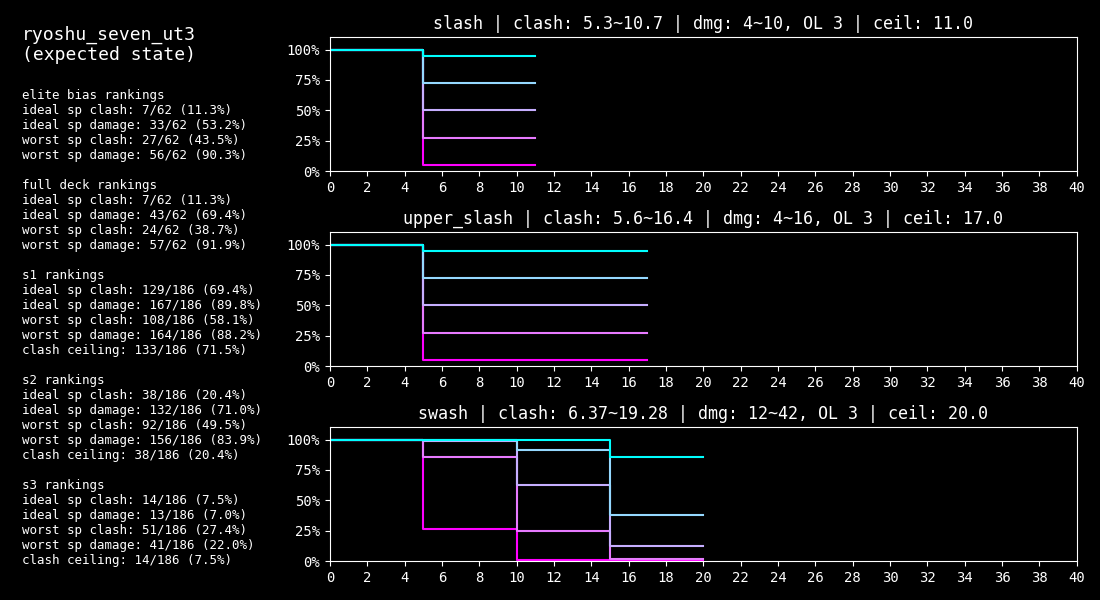 ryoshu_seven_ut3
(expected state)
elite bias rankings
ideal sp clash: 7/62 (11.3%)
ideal sp damage: 33/62 (53.2%)
worst sp clash: 27/62 (43.5%)
worst sp damage: 56/62 (90.3%)
full deck rankings
ideal sp clash: 7/62 (11.3%)
ideal sp damage: 43/62 (69.4%)
worst sp clash: 24/62 (38.7%)
worst sp damage: 57/62 (91.9%)
s1 rankings
ideal sp clash: 129/186 (69.4%)
ideal sp damage: 167/186 (89.8%)
worst sp clash: 108/186 (58.1%)
worst sp damage: 164/186 (88.2%)
clash ceiling: 133/186 (71.5%)
s2 rankings
ideal sp clash: 38/186 (20.4%)
ideal sp damage: 132/186 (71.0%)
worst sp clash: 92/186 (49.5%)
worst sp damage: 156/186 (83.9%)
clash ceiling: 38/186 (20.4%)
s3 rankings
ideal sp clash: 14/186 (7.5%)
ideal sp damage: 13/186 (7.0%)
worst sp clash: 51/186 (27.4%)
worst sp damage: 41/186 (22.0%)
clash ceiling: 14/186 (7.5%)
slash | clash: 5.3~10.7 | dmg: 4~10, OL 3 | ceil: 11.0
100%
75%
50%
25%
0%
0 2 4 6 8 10 12 14 16 18 20 22 24 26 28 30 32 34 36 38 40
upper_slash | clash: 5.6~16.4 | dmg: 4~16, OL 3 | ceil: 17.0
100%
75%
50%
25%
0%
0 2 4 6 8 10 12 14 16 18 20 22 24 26 28 30 32 34 36 38 40
swash | clash: 6.37~19.28 | dmg: 12~42, OL 3 | ceil: 20.0
100%
75%
50%
25%
0%
0 2 4 6 8 10 12 14 16 18 20 22 24 26 28 30 32 34 36 38 40